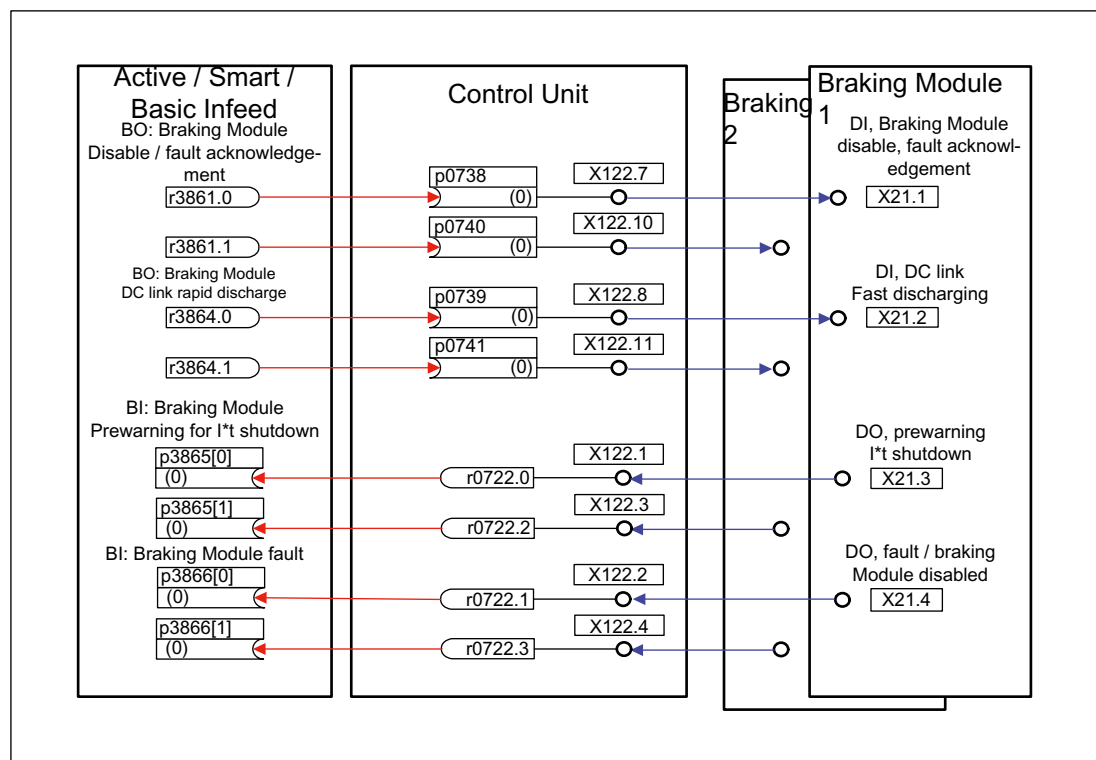 Active / Smart /
Basic Infeed
BO: Braking Module
Disable / fault acknowledge-
ment
r3861.0
r3861.1
BO: Braking Module
DC link rapid discharge
r3864.0
r3864.1
BI: Braking Module
Prewarning for I*t shutdown
p3865[0]
(0)
p3865[1]
(0)
BI: Braking Module fault
p3866[0]
(0)
p3866[1]
(0)
Control Unit
p0738
(0)
X122.7
p0740
(0)
X122.10
p0739
(0)
X122.8
p0741
(0)
X122.11
X122.1
r0722.0
X122.3
r0722.2
X122.2
r0722.1
X122.4
r0722.3
Braking
2
Braking Module
1
DI, Braking Module
disable, fault acknowl-
edgement
X21.1
DI, DC link
Fast discharging
X21.2
DO, prewarning
I*t shutdown
X21.3
DO, fault / braking
Module disabled
X21.4